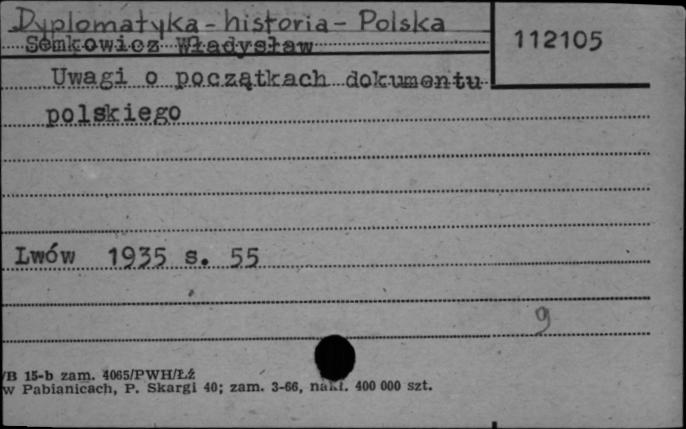 Dyplomatyka - historia - Polska
Semkowicz Władysław
112105
Uwagi o początkach dokumentu
polskiego
Lwów 1935 s. 55
9
/B 15-b zam. 4065/PWH/Łż
w Pabianicach, P. Skargi 40; zam. 3-66, nakł. 400 000 szt.